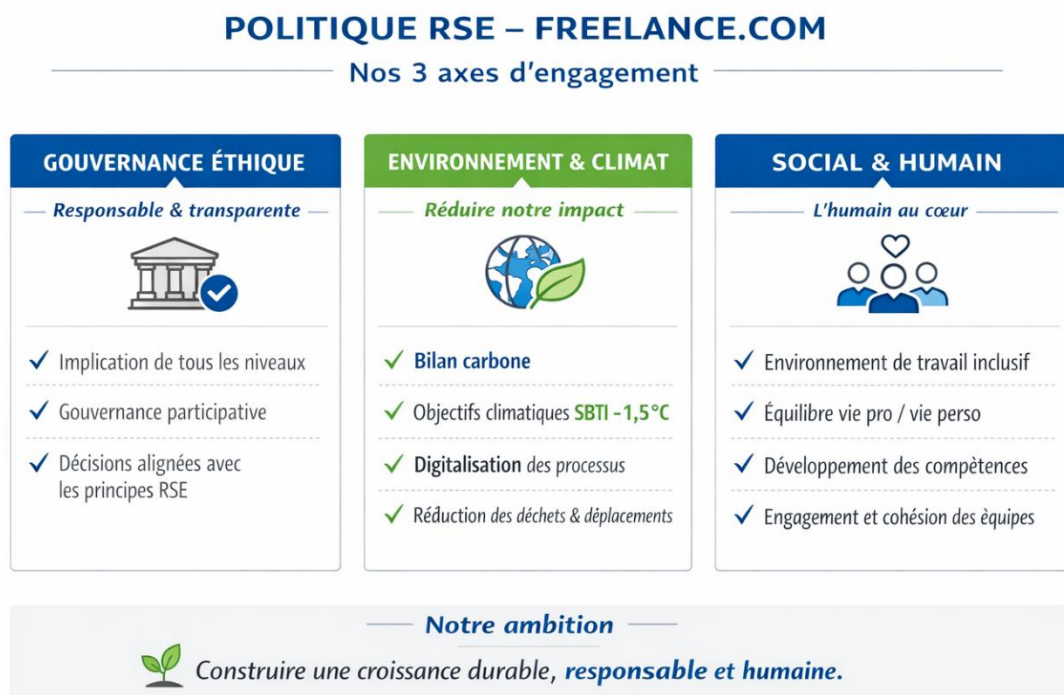 POLITIQUE RSE – FREELANCE.COM
Nos 3 axes d'engagement
GOUVERNANCE ÉTHIQUE
Responsable & transparente
Implication de tous les niveaux
Gouvernance participative
Décisions alignées avec
les principes RSE
ENVIRONNEMENT & CLIMAT
Réduire notre impact
Bilan carbone
Objectifs climatiques SBTI -1,5°C
Digitalisation des processus
Réduction des déchets & dèplacements
SOCIAL & HUMAIN
L'humain au cœur
Environnement de travail inclusif
Équilibre vie pro / vie perso
Développement des compétences
Engagement et cohésion des èquipes
Notre ambition
Construire une croissance durable, responsable et humaine.